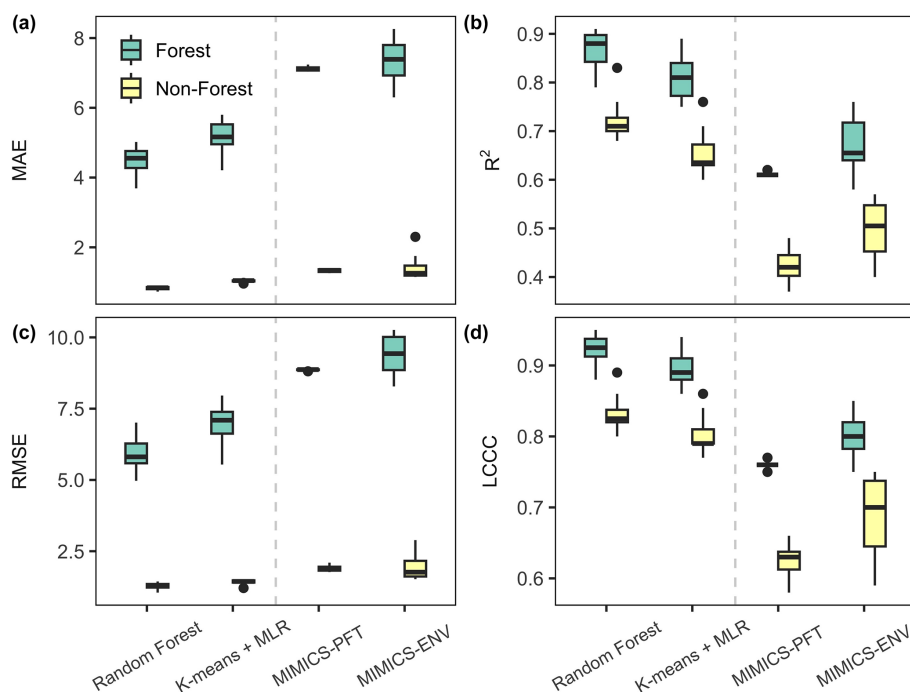 (a)
Forest
Non-Forest
MAE
8
6
4
2
(b)
R²
0.9
0.8
0.7
0.6
0.5
0.4
(c)
RMSE
10.0
7.5
5.0
2.5
Random Forest
K-means + MLR
MIMICS-PFT
MIMICS-ENV
(d)
LCCC
0.9
0.8
0.7
0.6
Random Forest
K-means + MLR
MIMICS-PFT
MIMICS-ENV